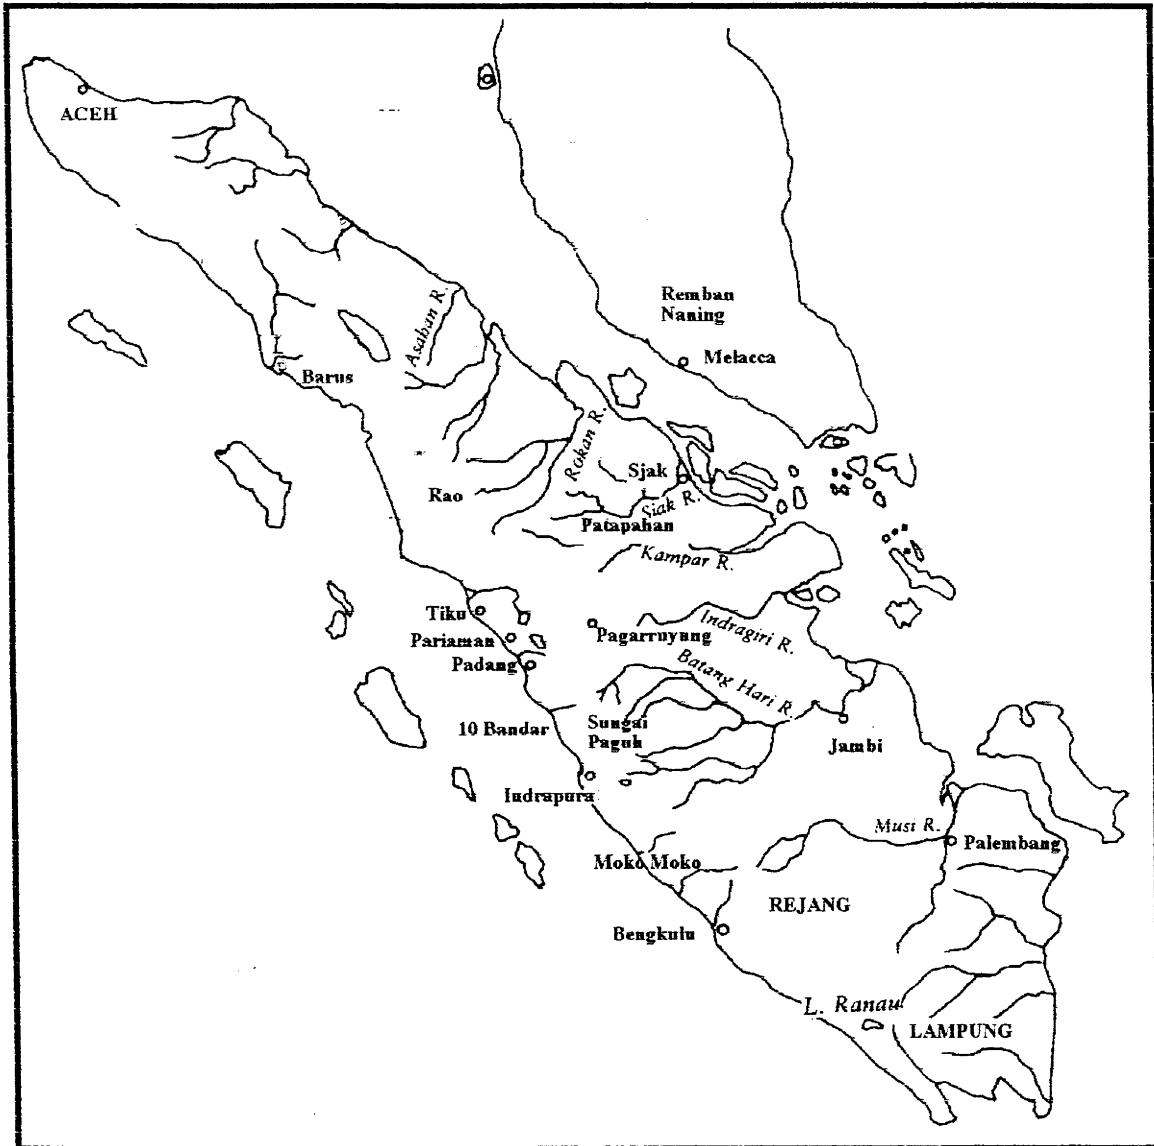 ACEH
Remban
Naning
Asahan R.
Melacca
Barus
Rokan R.
Sjak
Rao
Siak R.
Patapahan
Kampar R.
Tiku
Pagarruyung
Indragiri R.
Pariaman
Padang
Batang Hari R.
10 Bandar
Sungai
Paguh
Jambi
Indrapura
Musi R.
Palembang
Moko Moko
REJANG
Bengkulu
L. Ranau
LAMPUNG